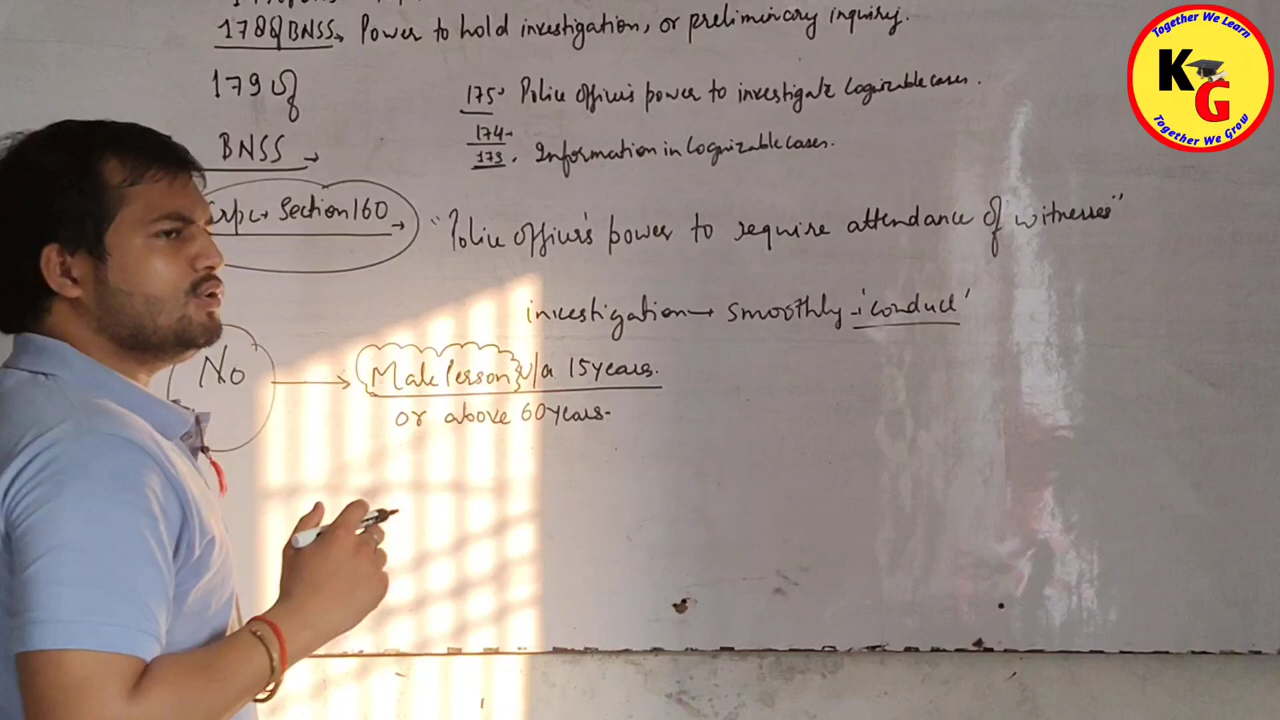 178 of BNSS → Power to hold investigation, or preliminary inquiry.
179 of
BNSS →
175. Police officer's power to investigate Cognizable cases.
174-
173. Information in Cognizable cases.
Crpc → Section 160 → "Police officer's power to require attendance of witnesses"
investigation → smoothly - 'conduct'
No → Male Person u/a 15 years.
or above 60 years-
Together We Learn
KG
Together We Grow